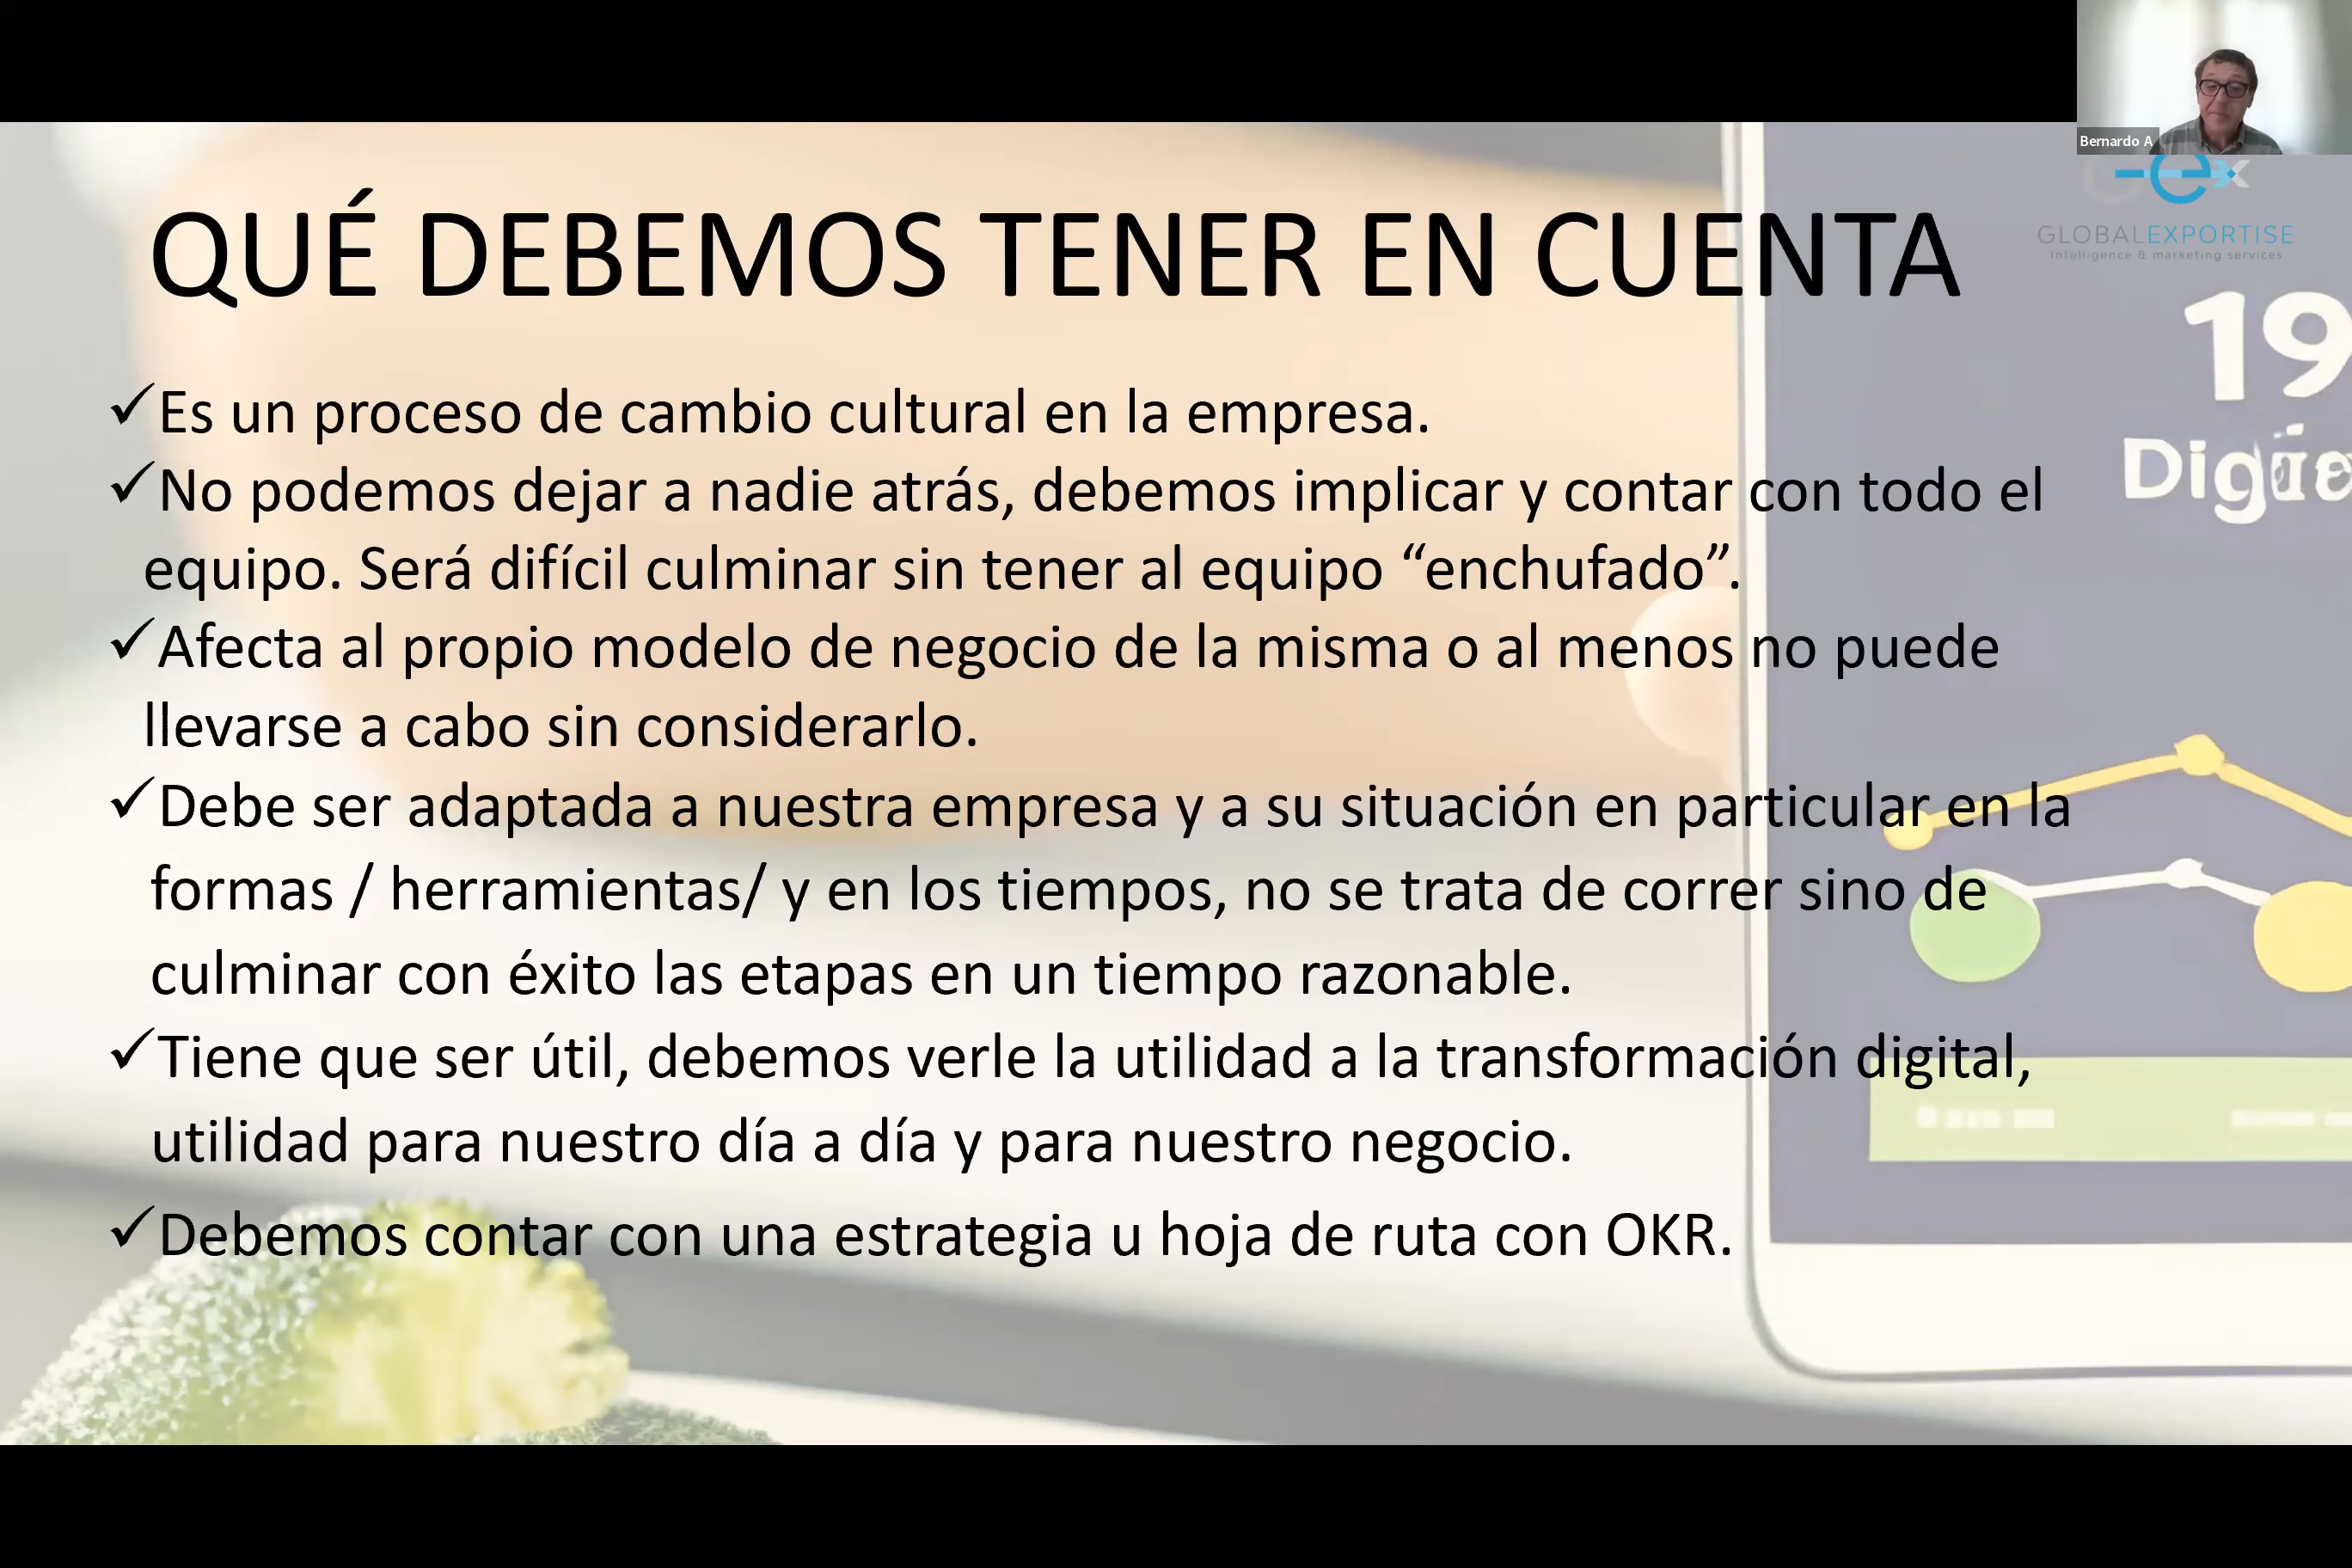 Bernardo A
GLOBALEXPORTISE
Intelligence & marketing services
QUÉ DEBEMOS TENER EN CUENTA
19
✓Es un proceso de cambio cultural en la empresa.
✓No podemos dejar a nadie atrás, debemos implicar y contar con todo el
equipo. Será difícil culminar sin tener al equipo “enchufado”.
✓Afecta al propio modelo de negocio de la misma o al menos no puede
llevarse a cabo sin considerarlo.
✓Debe ser adaptada a nuestra empresa y a su situación en particular en la
formas / herramientas/ y en los tiempos, no se trata de correr sino de
culminar con éxito las etapas en un tiempo razonable.
✓Tiene que ser útil, debemos verle la utilidad a la transformación digital,
utilidad para nuestro día a día y para nuestro negocio.
✓Debemos contar con una estrategia u hoja de ruta con OKR.